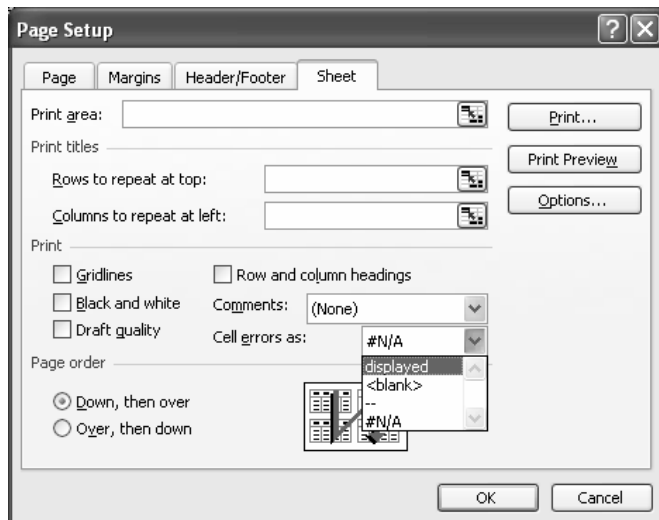 Page Setup
Page Margins Header/Footer Sheet
Print area:
Print...
Print titles
Print Preview
Rows to repeat at top:
Options...
Columns to repeat at left:
Print
Gridlines Row and column headings
Black and white Comments: (None)
Draft quality Cell errors as: #N/A
displayed
<blank>
--
#N/A
Page order
Down, then over
Over, then down
OK Cancel